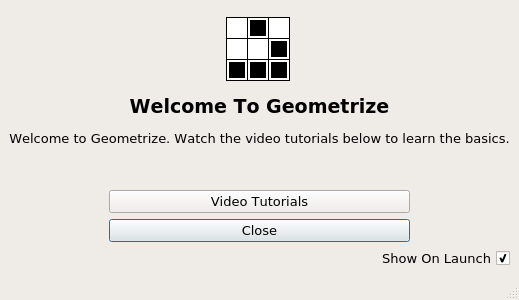 Welcome To Geometrize
Welcome to Geometrize. Watch the video tutorials below to learn the basics.
Video Tutorials
Close
Show On Launch